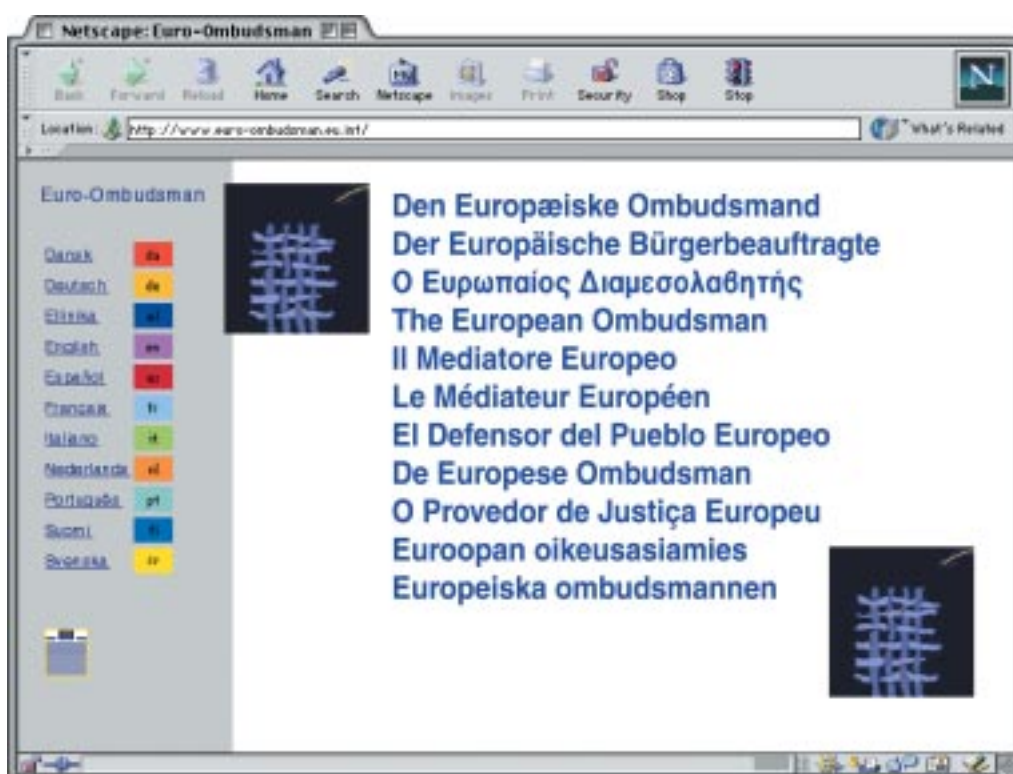 Netscape: Euro-Ombudsman
Back Forward Reload Home Search Netscape Images Print Security Shop Stop
N
Location: http://www.euro-ombudsman.eu.int/ What's Related
Euro-Ombudsman
Dansk da
Deutsch de
Ellinika el
English en
Español es
Français fr
Italiano it
Nederlands nl
Português pt
Suomi fi
Svenska sv
Den Europæiske Ombudsmand
Der Europäische Bürgerbeauftragte
Ο Ευρωπαίος Διαμεσολαβητής
The European Ombudsman
Il Mediatore Europeo
Le Médiateur Européen
El Defensor del Pueblo Europeo
De Europese Ombudsman
O Provedor de Justiça Europeu
Euroopan oikeusasiamies
Europeiska ombudsmannen